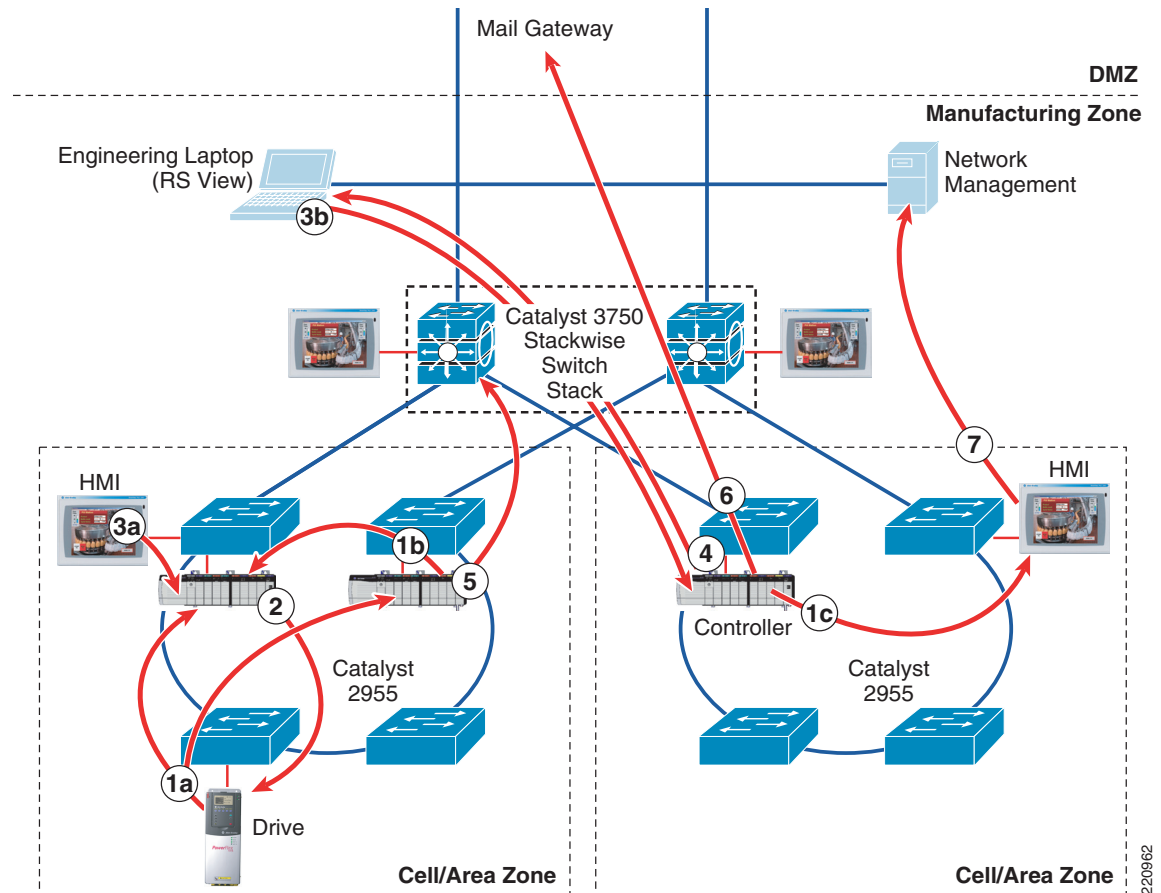 Mail Gateway
DMZ
Manufacturing Zone
Engineering Laptop
(RS View)
Network
Management
3b
Catalyst 3750
Stackwise
Switch
Stack
7
HMI
HMI
6
3a
1b
4
5
2
1c
Controller
Catalyst
2955
Catalyst
2955
1a
Drive
Cell/Area Zone
Cell/Area Zone
220962